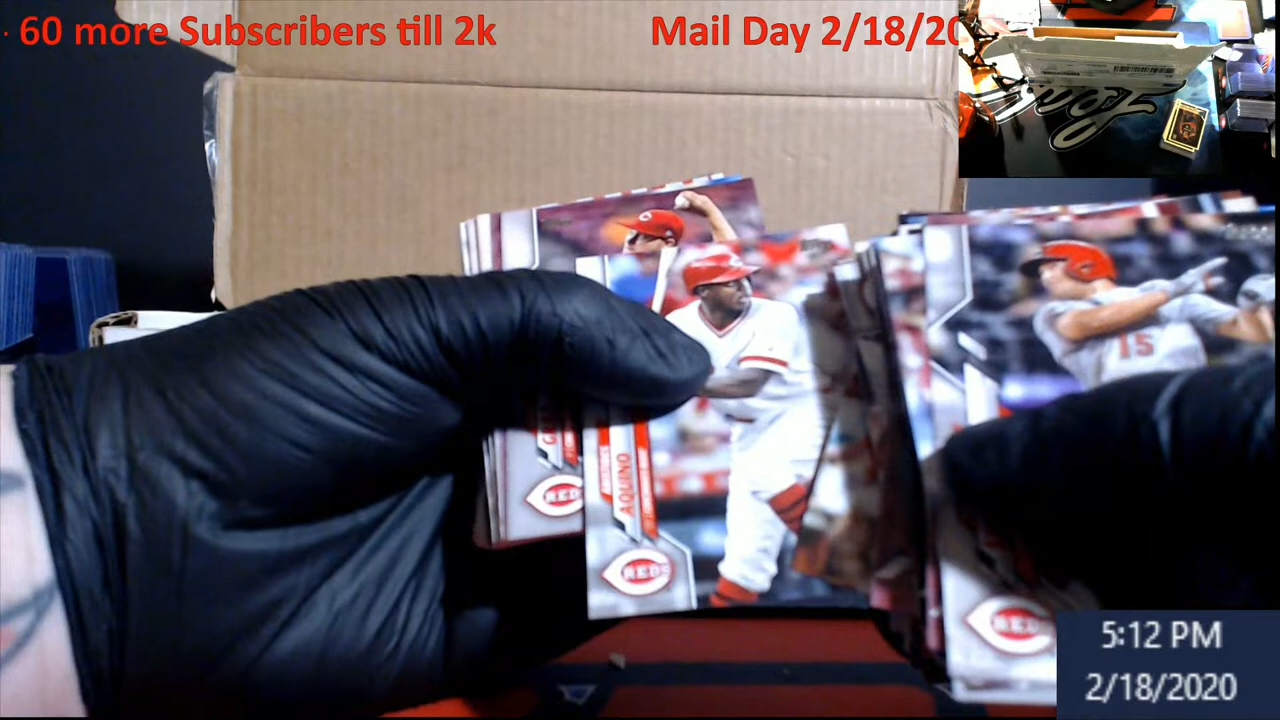 · 60 more Subscribers till 2k
Mail Day 2/18/20
REDS
AQUINO
REDS
15
RED
5:12 PM
2/18/2020